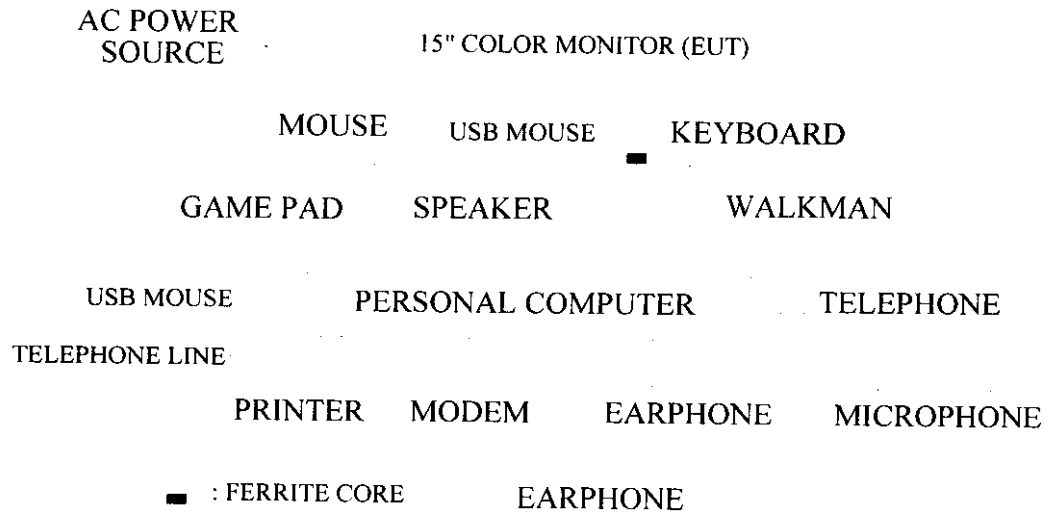 AC POWER
SOURCE
15" COLOR MONITOR (EUT)
MOUSE USB MOUSE KEYBOARD
GAME PAD SPEAKER WALKMAN
USB MOUSE PERSONAL COMPUTER TELEPHONE
TELEPHONE LINE
PRINTER MODEM EARPHONE MICROPHONE
: FERRITE CORE EARPHONE